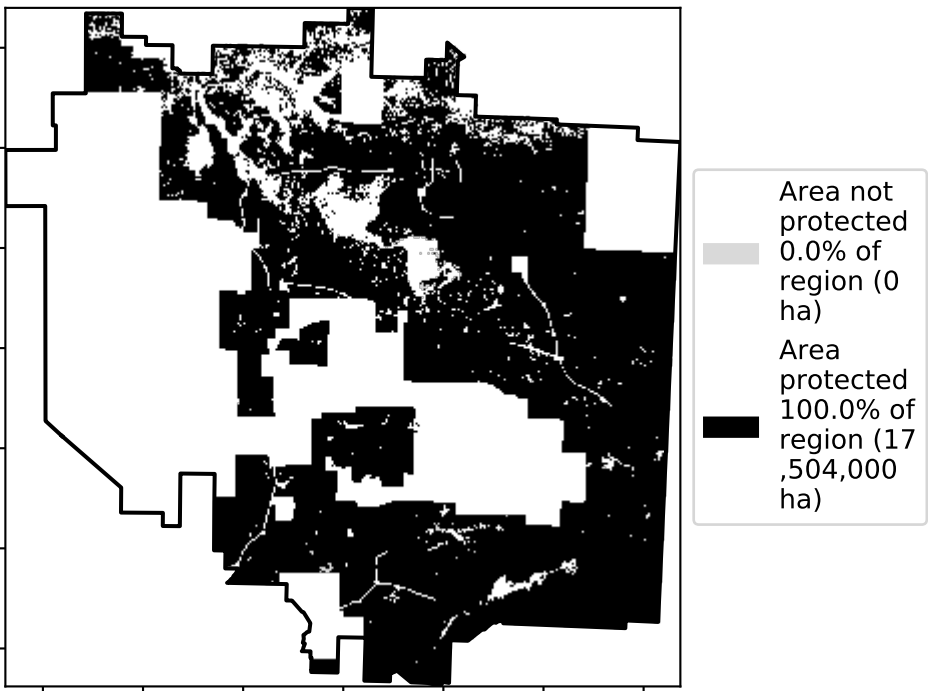 Area not
protected
0.0% of
region (0
ha)
Area
protected
100.0% of
region (17
,504,000
ha)